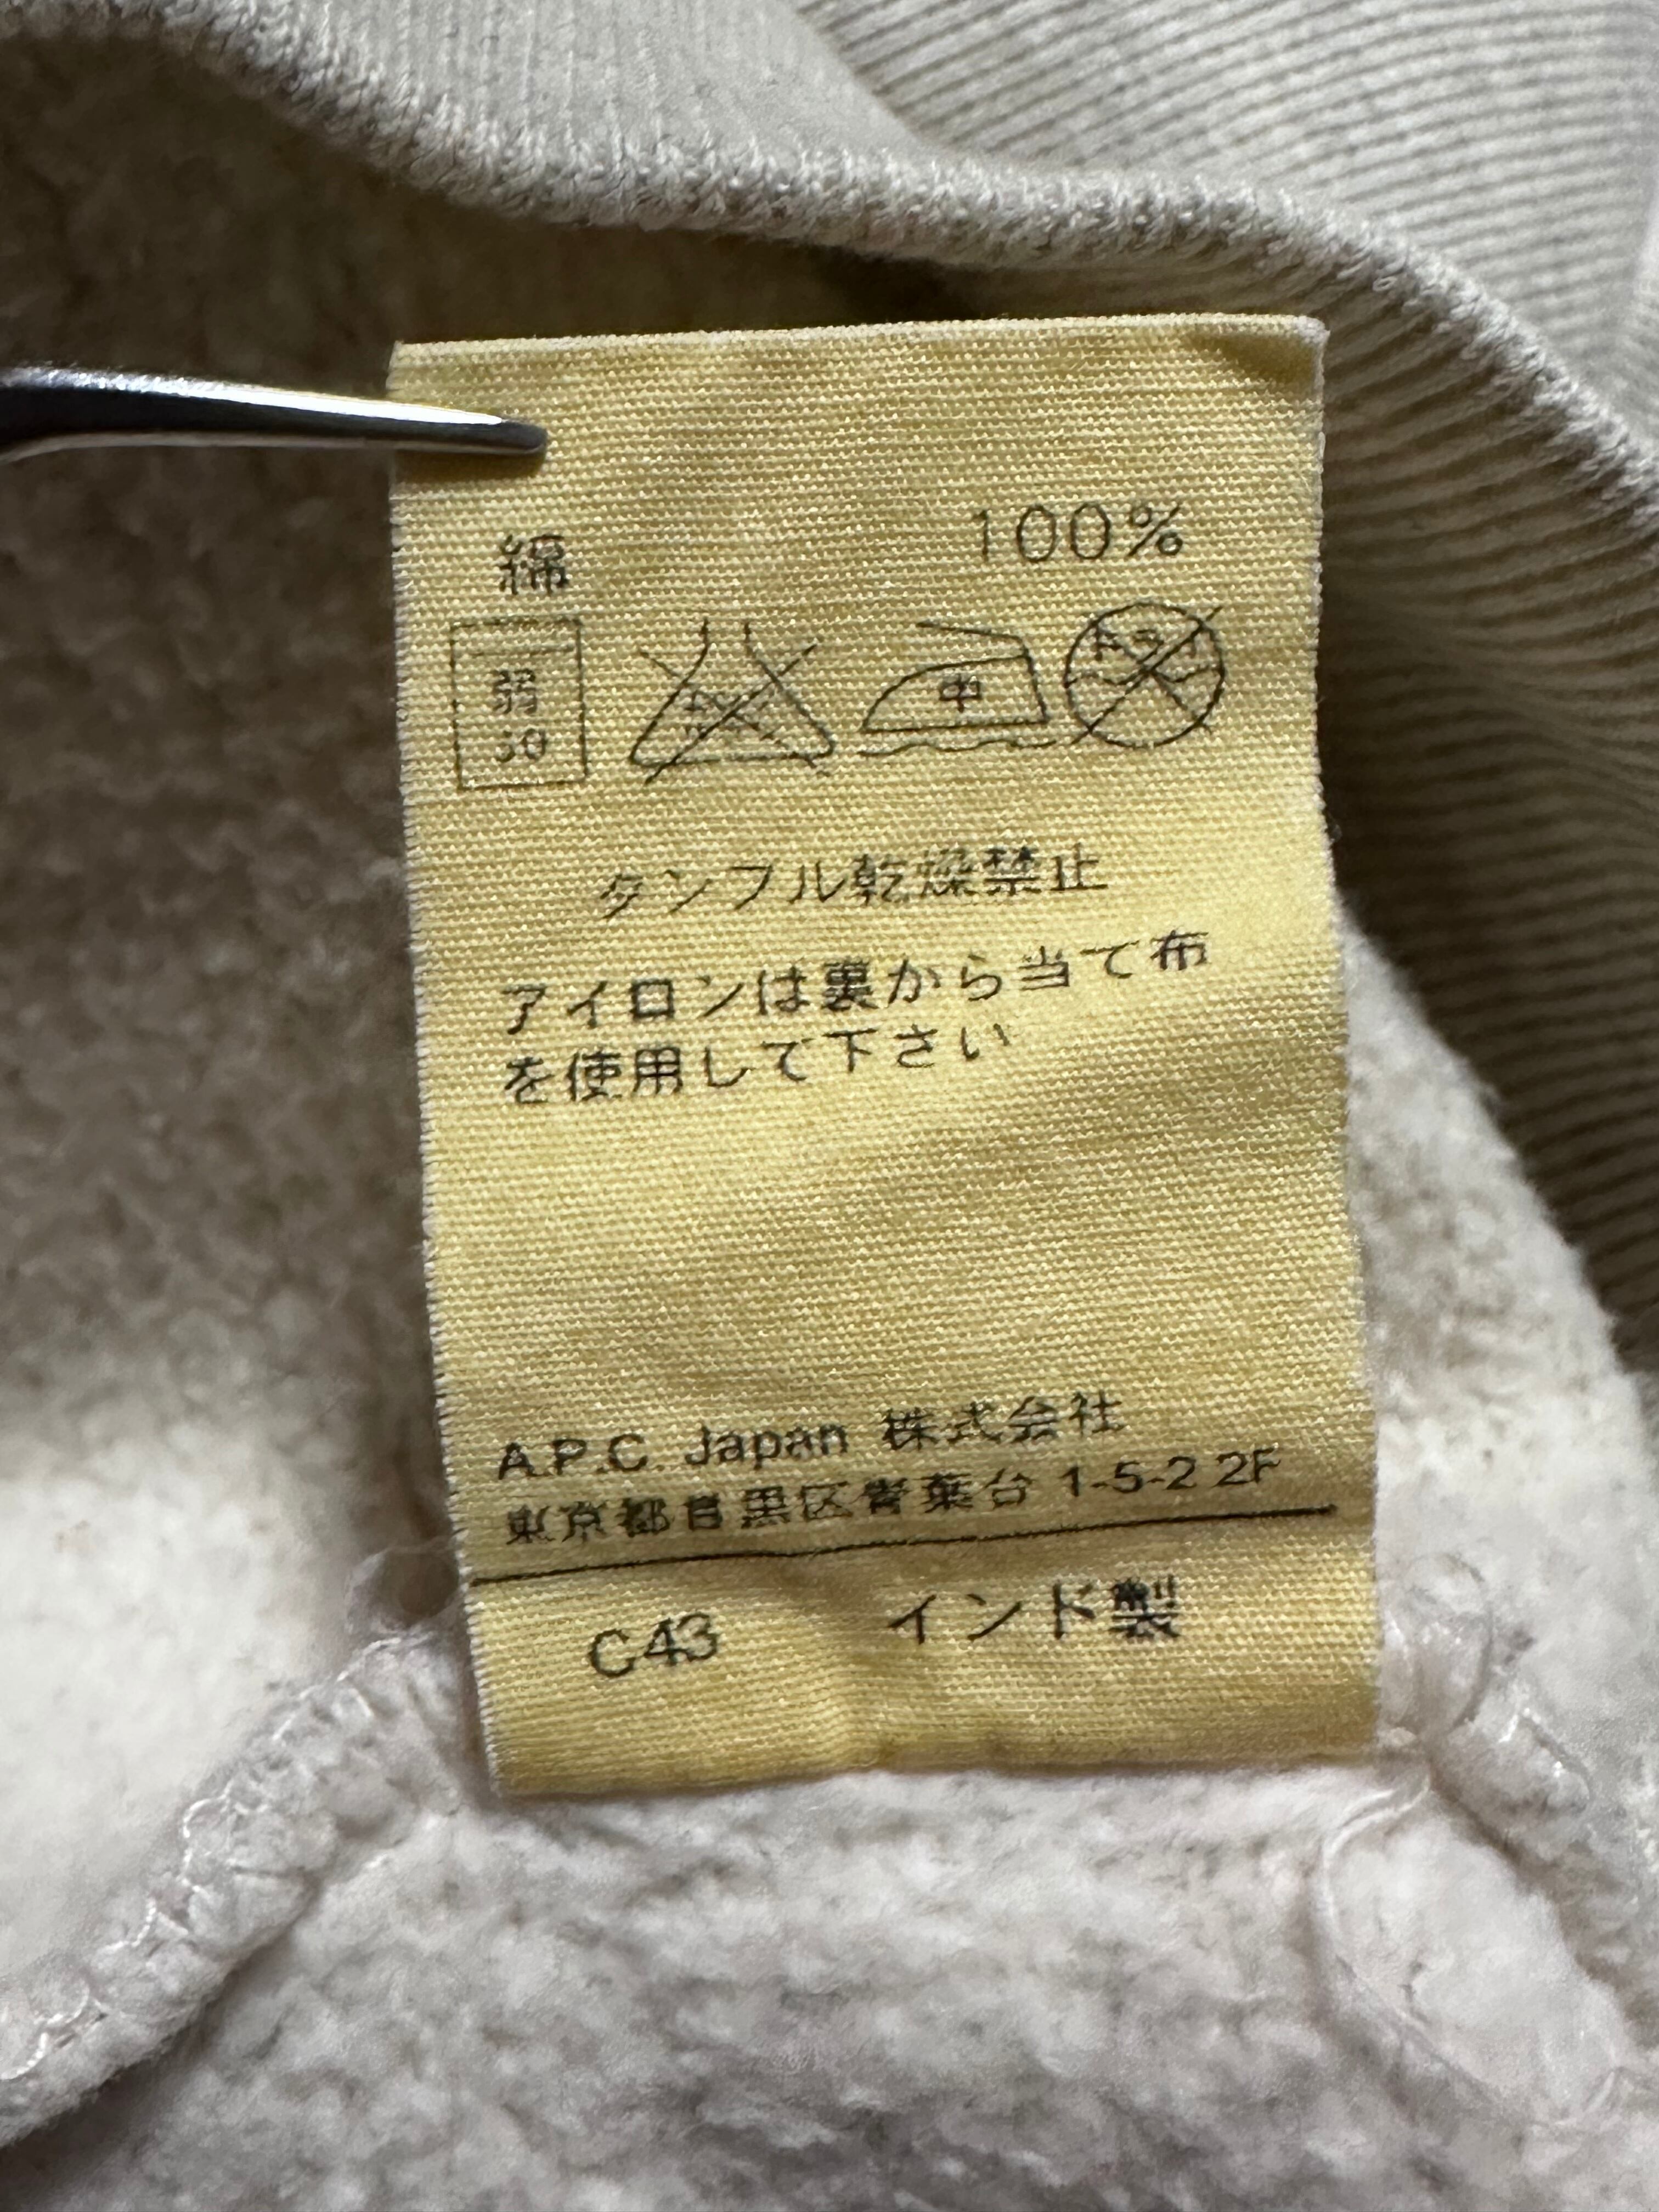 綿 100%
弱
30
中
ドライ
タンブル乾燥禁止
アイロンは裏から当て布
を使用して下さい
A.P.C. Japan 株式会社
東京都目黒区青葉台 1-5-2 2F
C43 インド製